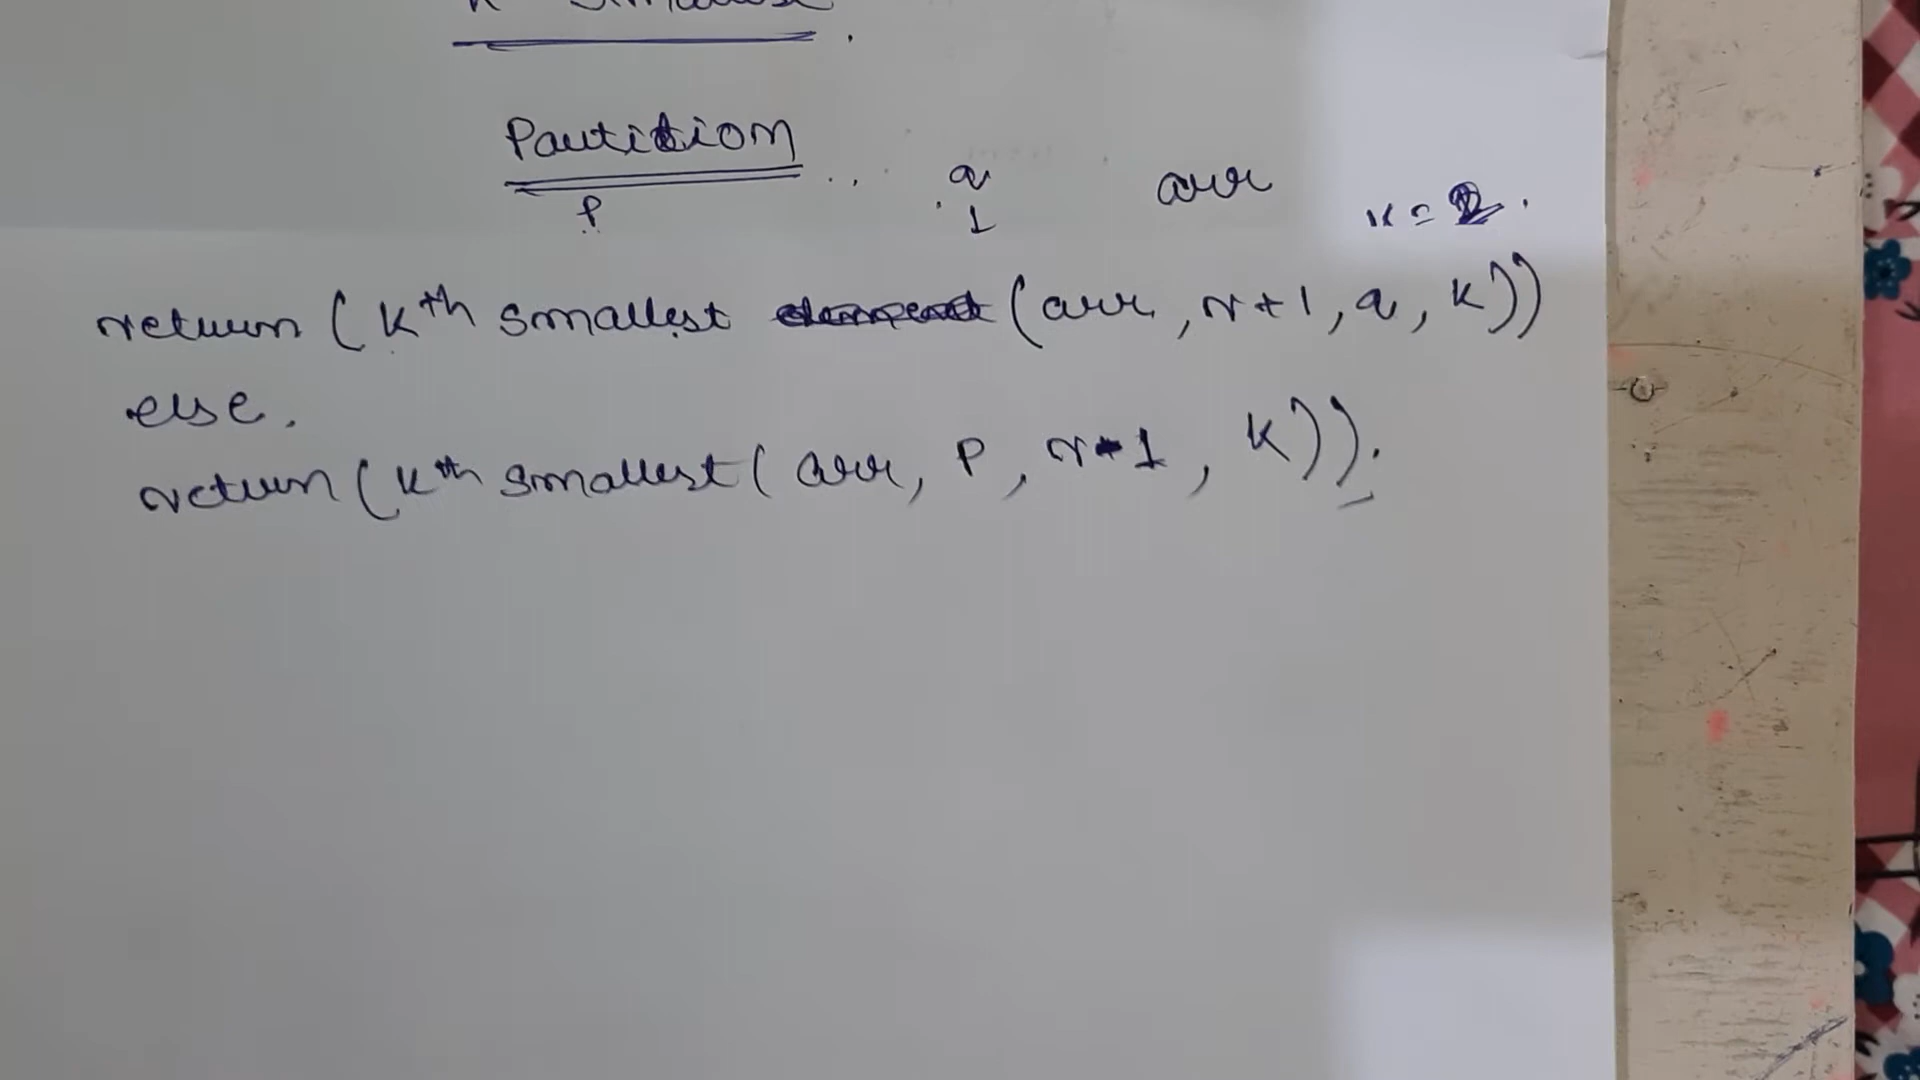 Partition
.. q arr
P 1 K = 2.
return (Kth smallest (arr, r+1, q, K))
else.
return (Kth smallest (arr, P, r-1, K)).